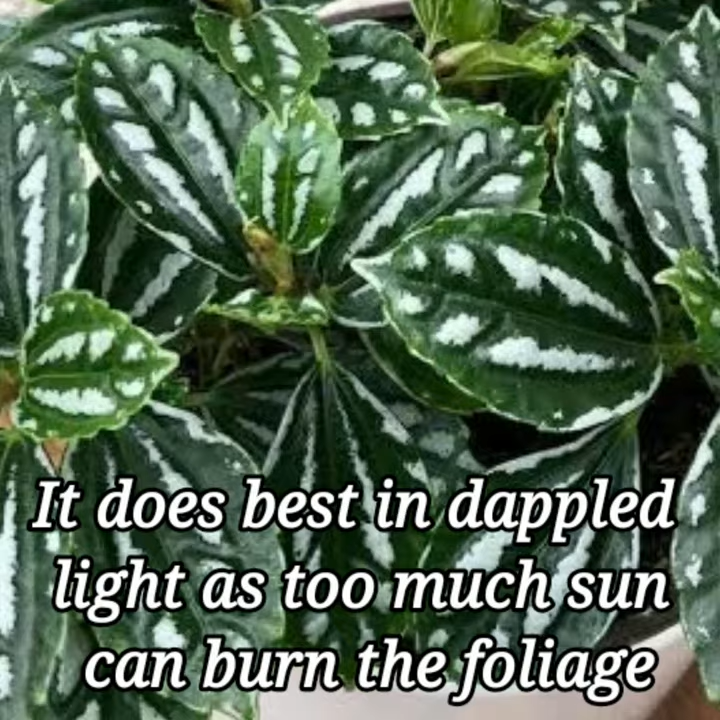 It does best in dappled
light as too much sun
can burn the foliage